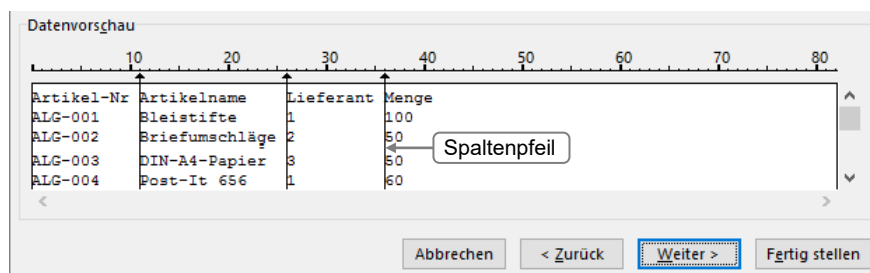 Datenvorschau
10 20 30 40 50 60 70 80
Artikel-Nr Artikelname Lieferant Menge
ALG-001 Bleistifte 1 100
ALG-002 Briefumschläge 2 50
ALG-003 DIN-A4-Papier 3 50
ALG-004 Post-It 656 1 60
Spaltenpfeil
Abbrechen < Zurück Weiter > Fertig stellen